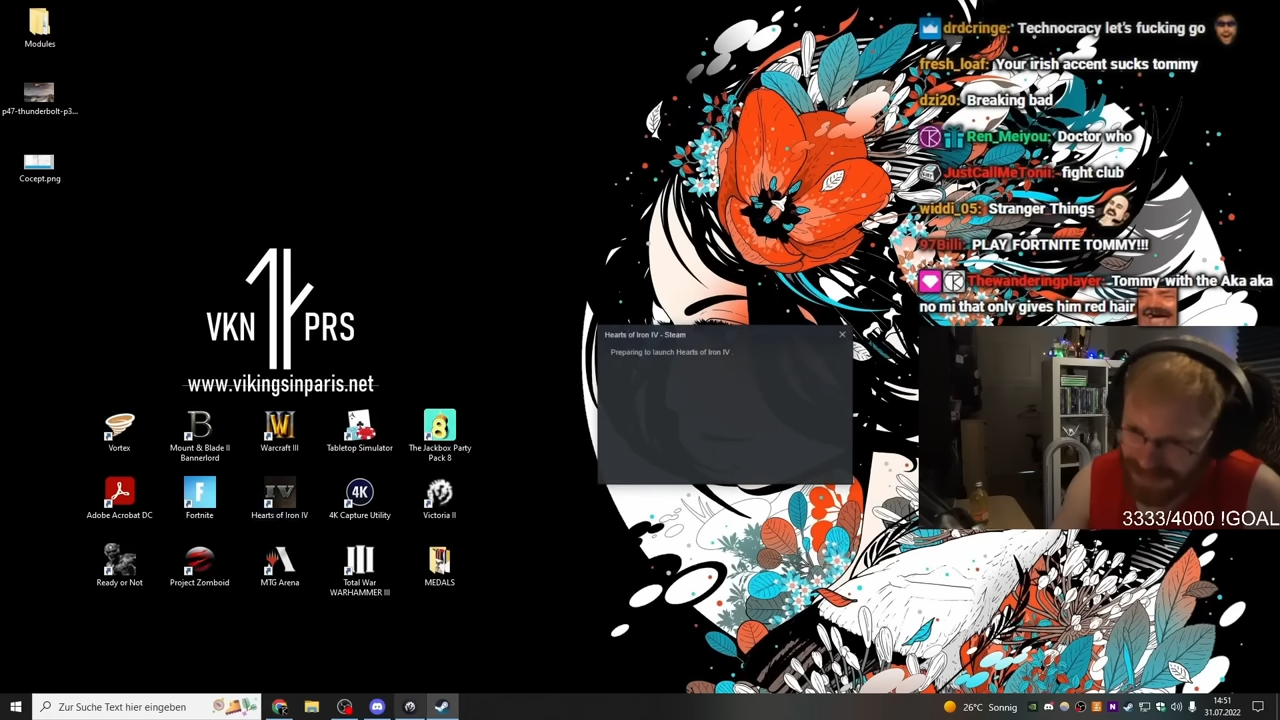 Modules
p47-thunderbolt-p3...
Cocept.png
VKN PRS
www.vikingsinparis.net
Vortex
Mount & Blade II
Bannerlord
Warcraft III
Tabletop Simulator
The Jackbox Party
Pack 8
Adobe Acrobat DC
Fortnite
Hearts of Iron IV
4K Capture Utility
Victoria II
Ready or Not
Project Zomboid
MTG Arena
Total War
WARHAMMER III
MEDALS
Hearts of Iron IV - Steam
Preparing to launch Hearts of Iron IV .
drdcringe: Technocracy let's fucking go
fresh_loaf: Your irish accent sucks tommy
dzi20: Breaking bad
Ren_Meiyou: Doctor who
JustCallMeTonii: fight club
widdi_05: Stranger Things
97Billi: PLAY FORTNITE TOMMY!!!
Thewanderingplayer: Tommy with the Aka aka
no mi that only gives him red hair
3333/4000 !GOAL
Zur Suche Text hier eingeben
26°C Sonnig
14:51
31.07.2022